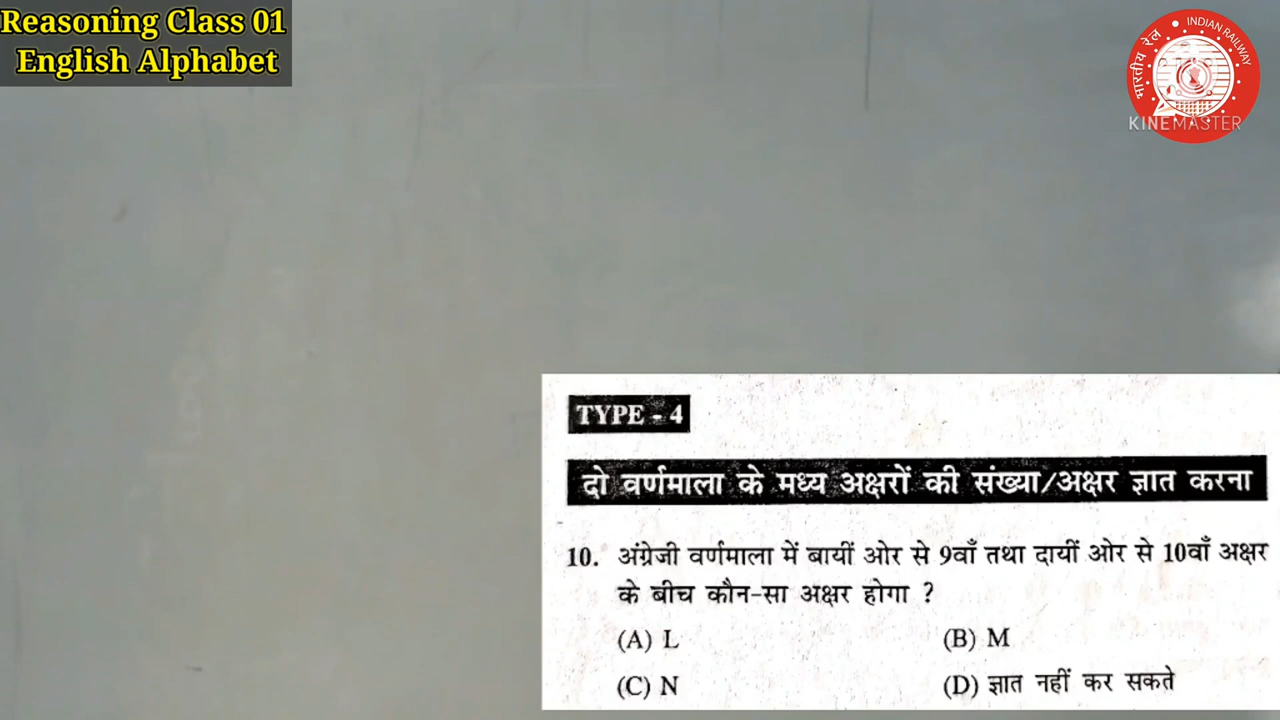 Reasoning Class 01
English Alphabet
भारतीय रेल
INDIAN RAILWAY
KINEMASTER
TYPE - 4
दो वर्णमाला के मध्य अक्षरों की संख्या/अक्षर ज्ञात करना
10. अंग्रेजी वर्णमाला में बायीं ओर से 9वाँ तथा दायीं ओर से 10वाँ अक्षर
के बीच कौन-सा अक्षर होगा ?
(A) L (B) M
(C) N (D) ज्ञात नहीं कर सकते